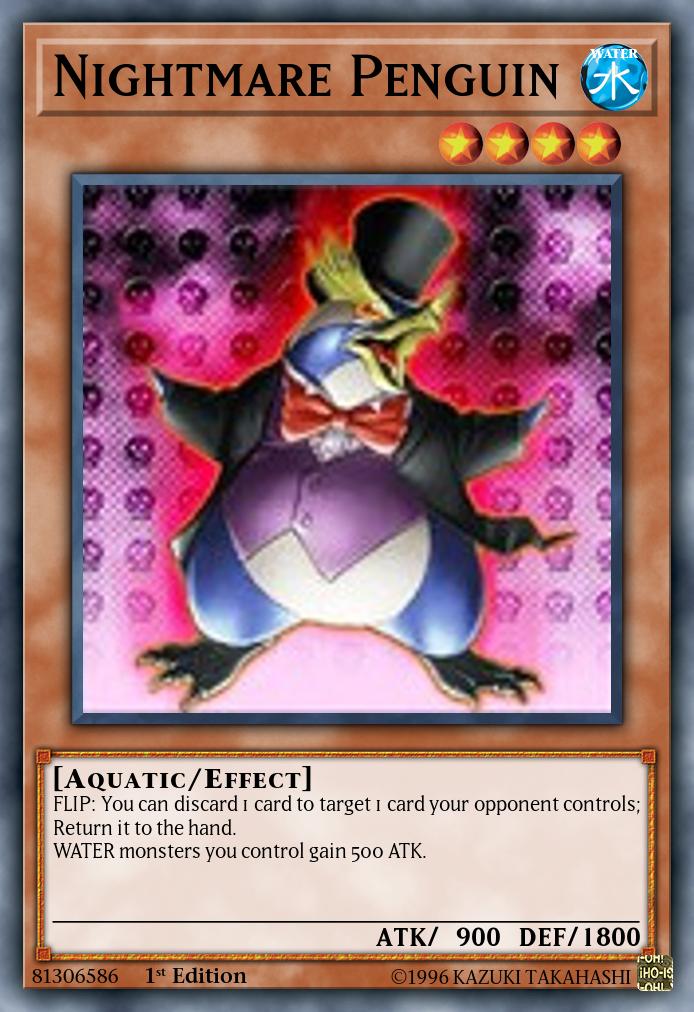 Nightmare Penguin
WATER
水
[Aquatic/Effect]
FLIP: You can discard 1 card to target 1 card your opponent controls;
Return it to the hand.
WATER monsters you control gain 500 ATK.
ATK/ 900 DEF/1800
81306586 1st Edition ©1996 KAZUKI TAKAHASHI